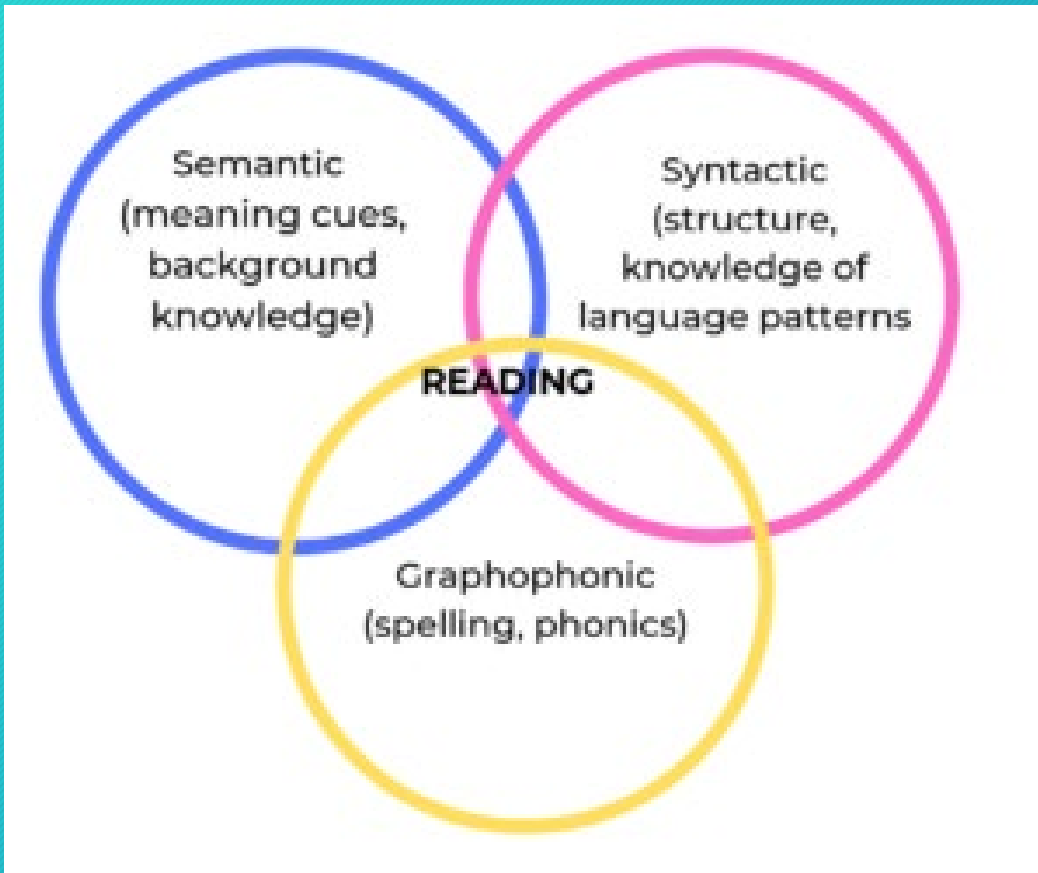 Semantic
(meaning cues,
background
knowledge)
Syntactic
(structure,
knowledge of
language patterns
READING
Graphophonic
(spelling, phonics)